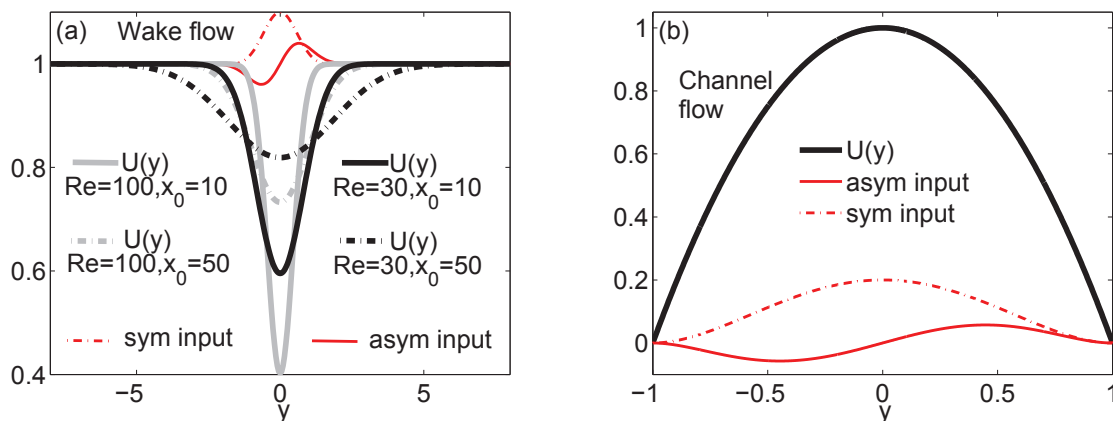 (a) Wake flow
1
0.8
0.6
0.4
U(y)
Re=100,x0=10
U(y)
Re=30,x0=10
U(y)
Re=100,x0=50
U(y)
Re=30,x0=50
sym input
asym input
−5 0 5
y
(b)
1
0.8
0.6
0.4
0.2
0
Channel
flow
U(y)
asym input
sym input
−1 −0.5 0 0.5 1
y